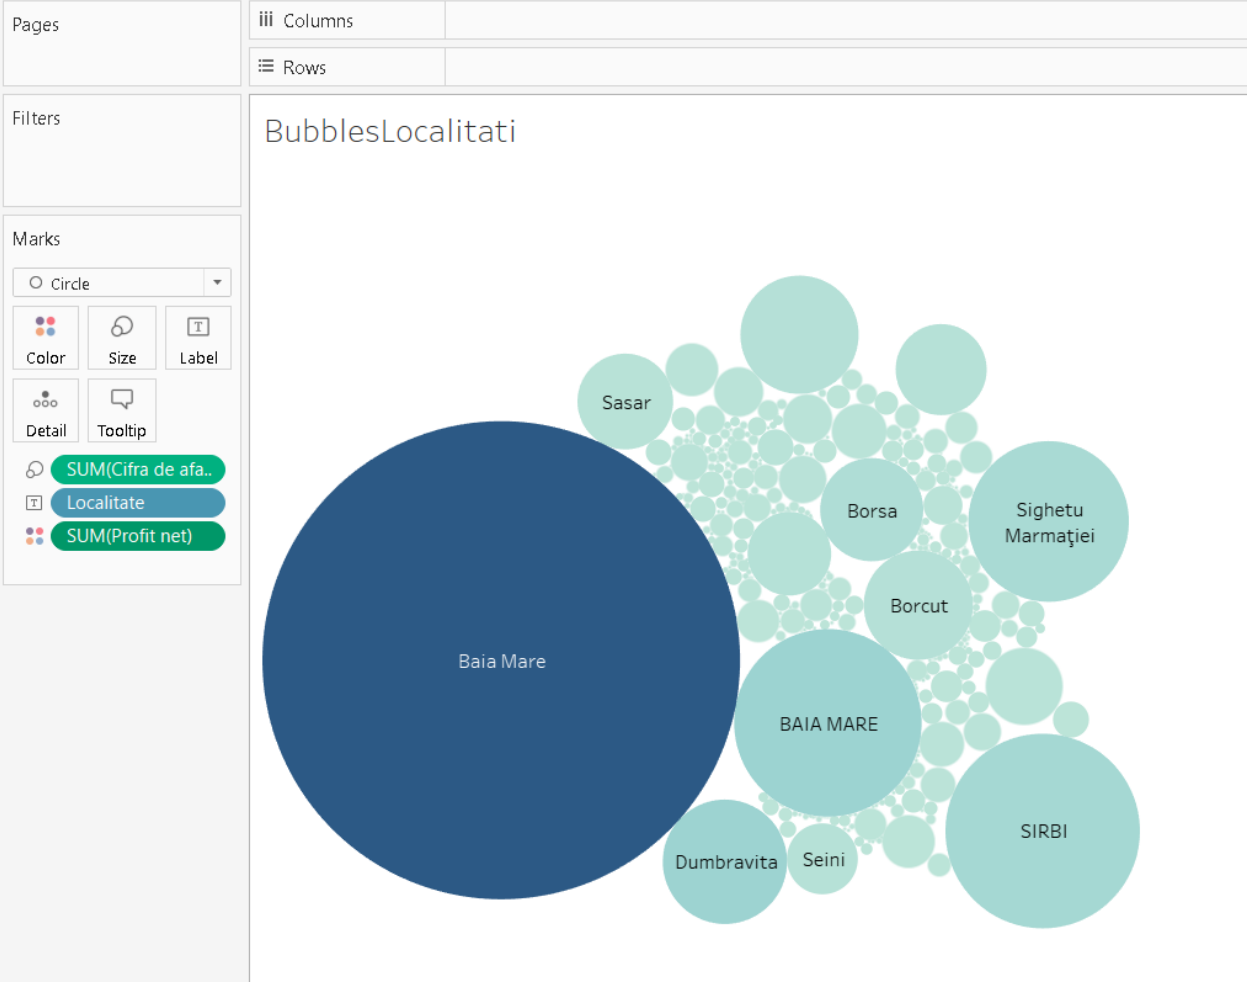 Pages
Columns
Rows
Filters
BubblesLocalitati
Marks
Circle
Color
Size
T
Label
Detail
Tooltip
SUM(Cifra de afa..
T
Localitate
SUM(Profit net)
Sasar
Borsa
Sighetu
Marmaţiei
Borcut
Baia Mare
BAIA MARE
SIRBI
Dumbravita
Seini